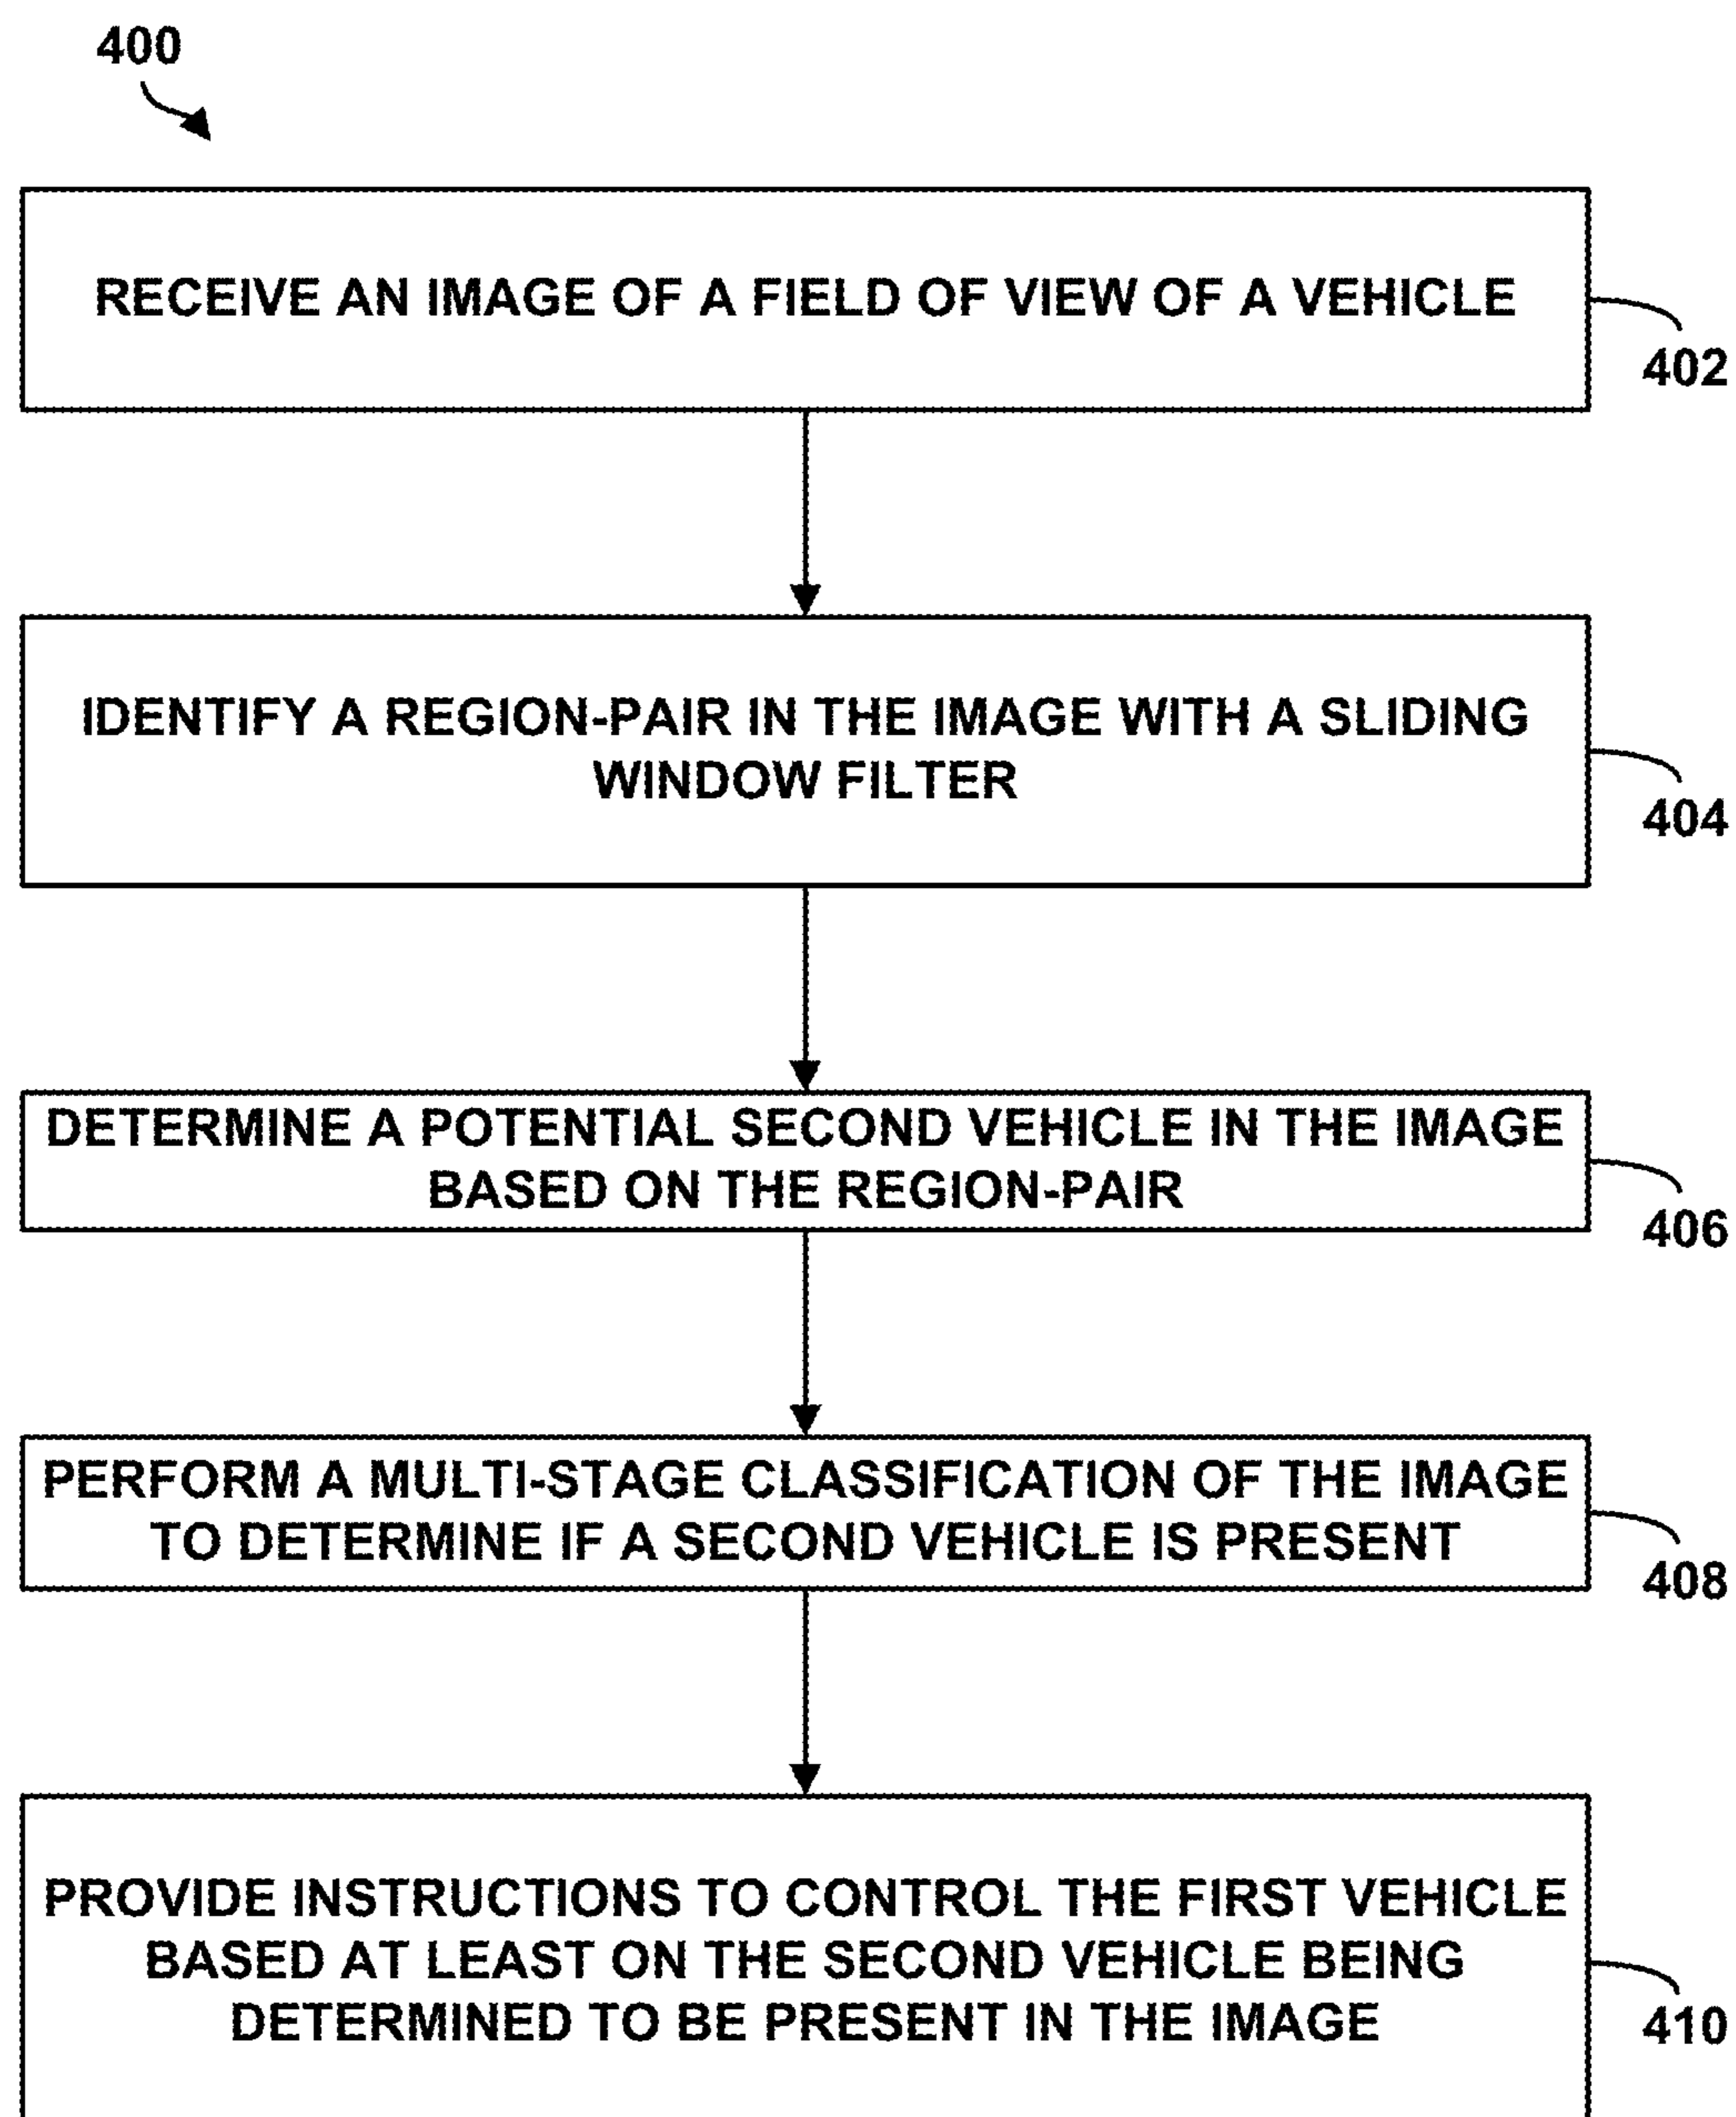 400
RECEIVE AN IMAGE OF A FIELD OF VIEW OF A VEHICLE
402
IDENTIFY A REGION-PAIR IN THE IMAGE WITH A SLIDING
WINDOW FILTER
404
DETERMINE A POTENTIAL SECOND VEHICLE IN THE IMAGE
BASED ON THE REGION-PAIR
406
PERFORM A MULTI-STAGE CLASSIFICATION OF THE IMAGE
TO DETERMINE IF A SECOND VEHICLE IS PRESENT
408
PROVIDE INSTRUCTIONS TO CONTROL THE FIRST VEHICLE
BASED AT LEAST ON THE SECOND VEHICLE BEING
DETERMINED TO BE PRESENT IN THE IMAGE
410